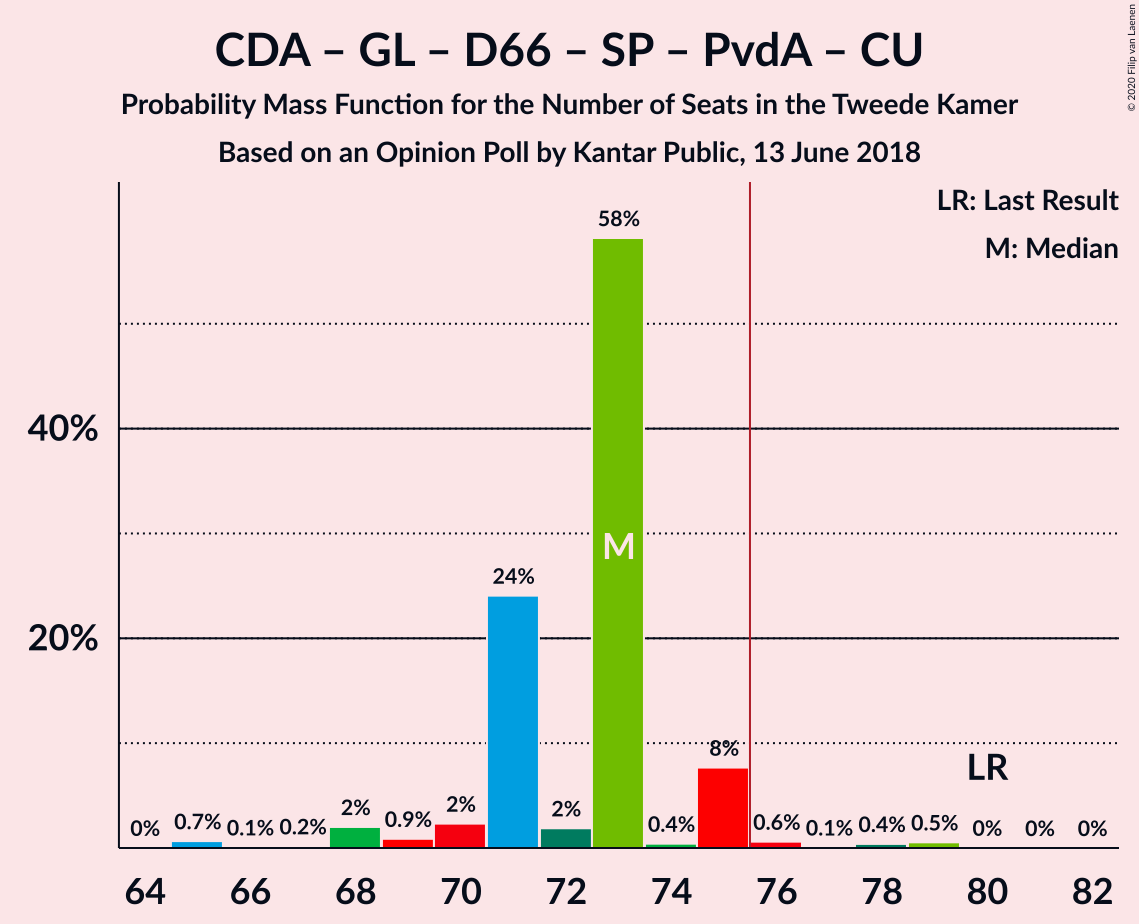 CDA – GL – D66 – SP – PvdA – CU
Probability Mass Function for the Number of Seats in the Tweede Kamer
Based on an Opinion Poll by Kantar Public, 13 June 2018
© 2020 Filip van Laenen
LR: Last Result
M: Median
58%
40%
M
24%
20%
8%
LR
0%
0.7%
0.1%
0.2%
2%
0.9%
2%
2%
0.4%
0.6%
0.1%
0.4%
0.5%
0%
0%
0%
64 66 68 70 72 74 76 78 80 82